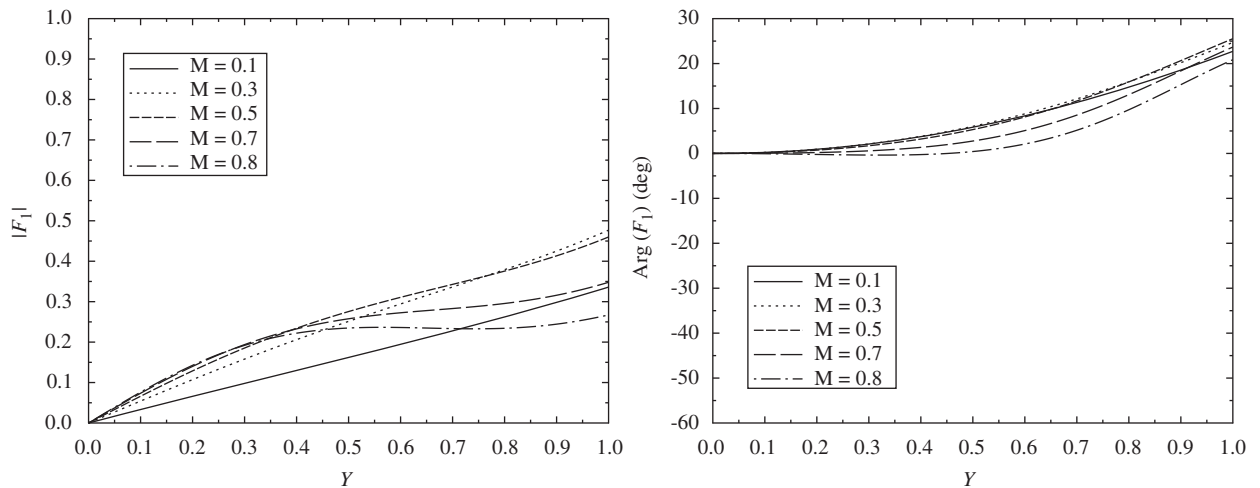 1.0
0.9
0.8
0.7
0.6
0.5
0.4
0.3
0.2
0.1
0.0
|F1|
M = 0.1
M = 0.3
M = 0.5
M = 0.7
M = 0.8
0.0 0.1 0.2 0.3 0.4 0.5 0.6 0.7 0.8 0.9 1.0
Y
30
20
10
0
-10
-20
-30
-40
-50
-60
Arg (F1) (deg)
M = 0.1
M = 0.3
M = 0.5
M = 0.7
M = 0.8
0.0 0.1 0.2 0.3 0.4 0.5 0.6 0.7 0.8 0.9 1.0
Y